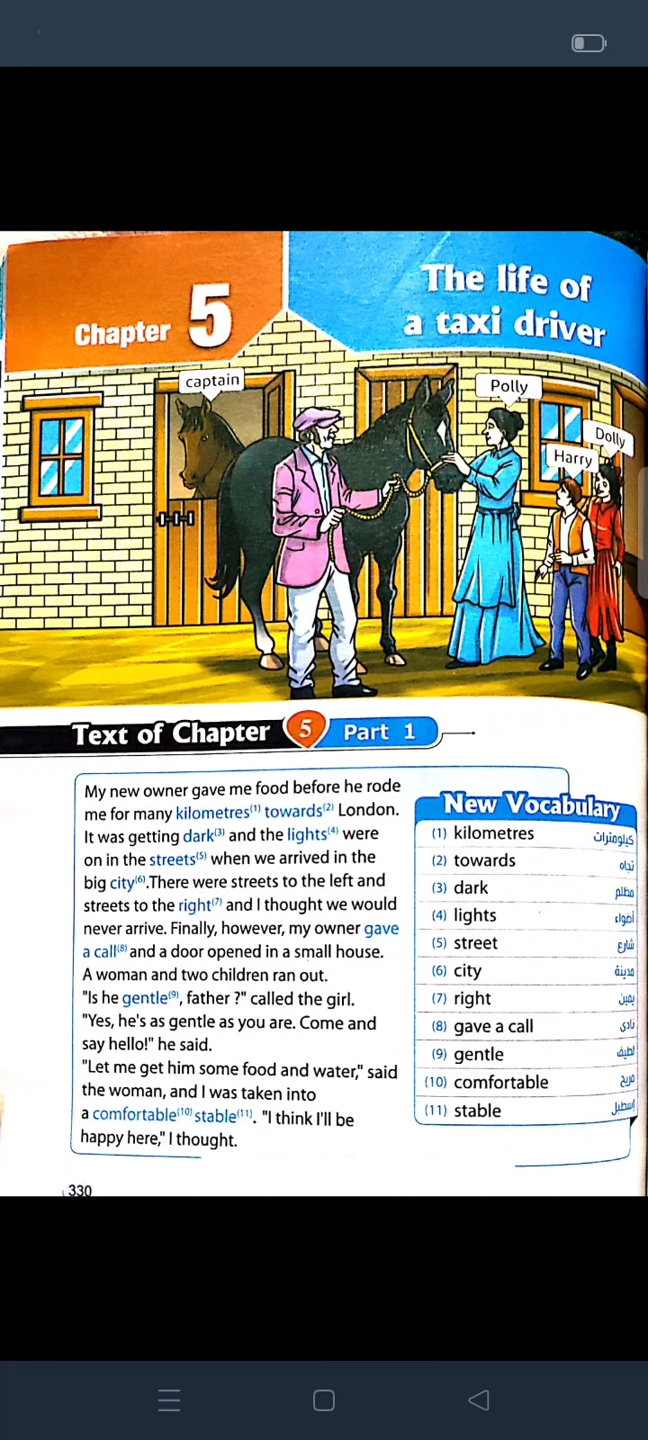 Chapter 5
The life of
a taxi driver
captain
Polly
Dolly
Harry
Text of Chapter 5 Part 1
My new owner gave me food before he rode
me for many kilometres(1) towards(2) London.
It was getting dark(3) and the lights(4) were
on in the streets(5) when we arrived in the
big city(6).There were streets to the left and
streets to the right(7) and I thought we would
never arrive. Finally, however, my owner gave
a call(8) and a door opened in a small house.
A woman and two children ran out.
"Is he gentle(9), father ?" called the girl.
"Yes, he's as gentle as you are. Come and
say hello!" he said.
"Let me get him some food and water," said
the woman, and I was taken into
a comfortable(10) stable(11). "I think I'll be
happy here," I thought.
New Vocabulary
(1) kilometres كيلومترات
(2) towards تجاه
(3) dark مظلم
(4) lights أضواء
(5) street شارع
(6) city مدينة
(7) right يمين
(8) gave a call نادى
(9) gentle لطيف
(10) comfortable مريح
(11) stable إسطبل
330